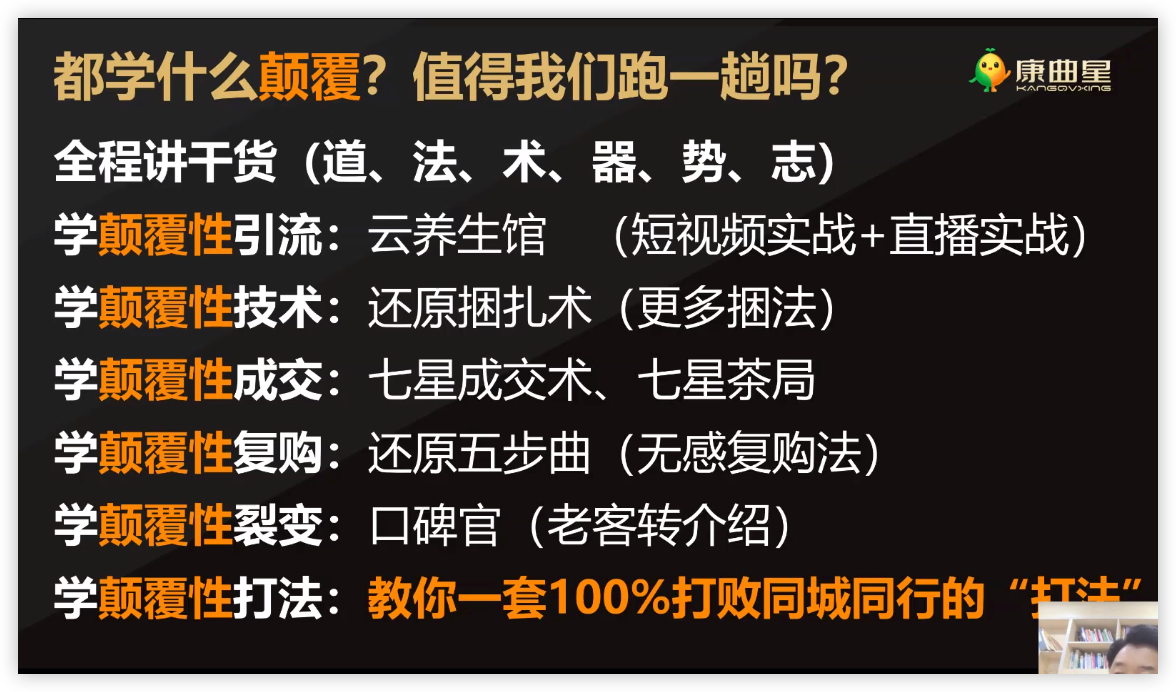 都学什么颠覆？值得我们跑一趟吗？
康曲星
KANGQVXING
全程讲干货（道、法、术、器、势、志）
学颠覆性引流：云养生馆 （短视频实战+直播实战）
学颠覆性技术：还原捆扎术（更多捆法）
学颠覆性成交：七星成交术、七星茶局
学颠覆性复购：还原五步曲（无感复购法）
学颠覆性裂变：口碑官（老客转介绍）
学颠覆性打法：教你一套100%打败同城同行的“打法”